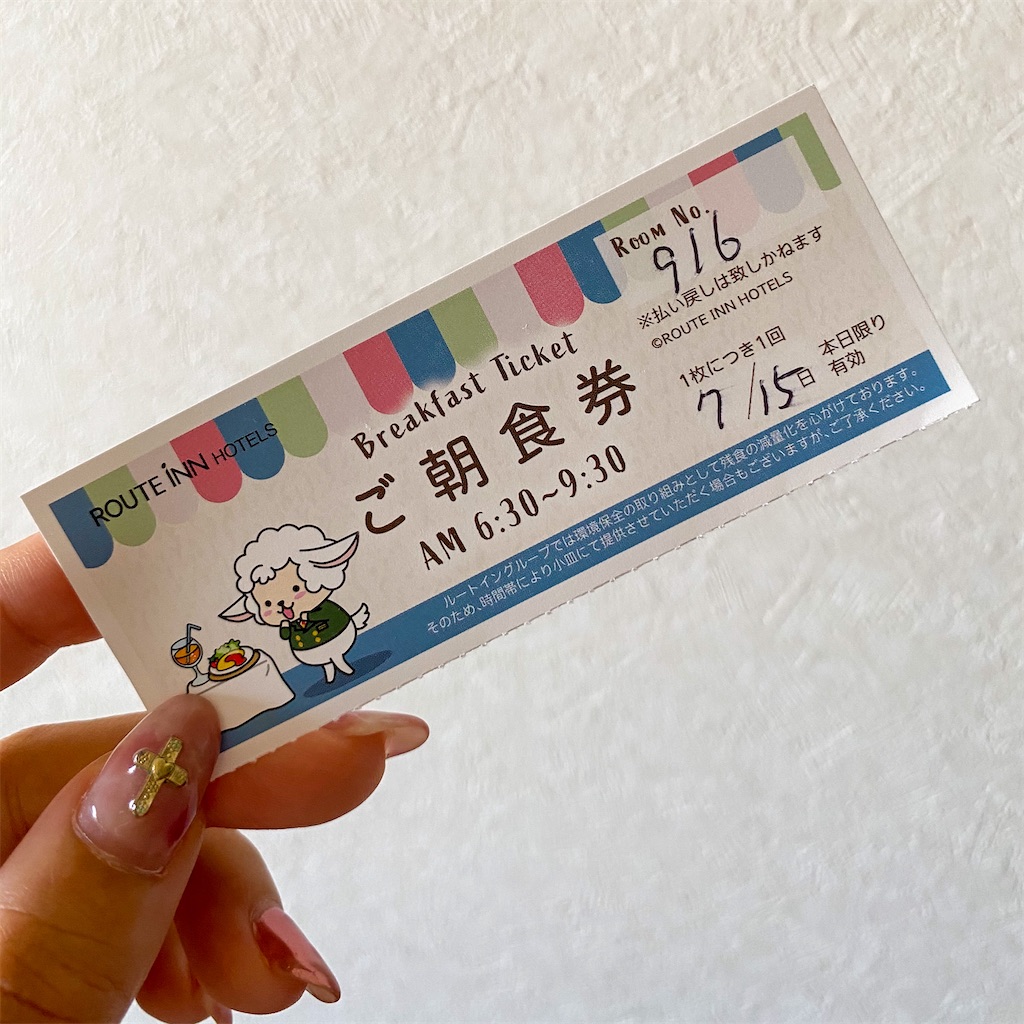 ROUTE INN HOTELS
Breakfast Ticket
ご朝食券
AM 6:30~9:30
ROOM No.
916
※払い戻しは致しかねます
©ROUTE INN HOTELS
1枚につき1回
7/15日
本日限り
有効
ルートイングループでは環境保全の取り組みとして残食の減量化を心がけております。
そのため、時間帯により小皿にて提供させていただく場合もございますが、ご了承ください。